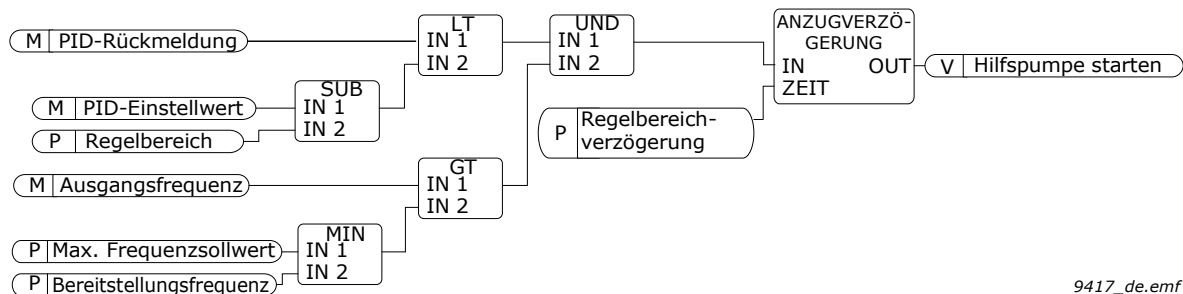 M PID-Rückmeldung
LT
IN 1
IN 2
UND
IN 1
IN 2
ANZUGVERZÖ-
GERUNG
IN OUT
ZEIT
V Hilfspumpe starten
M PID-Einstellwert
P Regelbereich
SUB
IN 1
IN 2
P Regelbereich-
verzögerung
M Ausgangsfrequenz
GT
IN 1
IN 2
P Max. Frequenzsollwert
P Bereitstellungsfrequenz
MIN
IN 1
IN 2
9417_de.emf